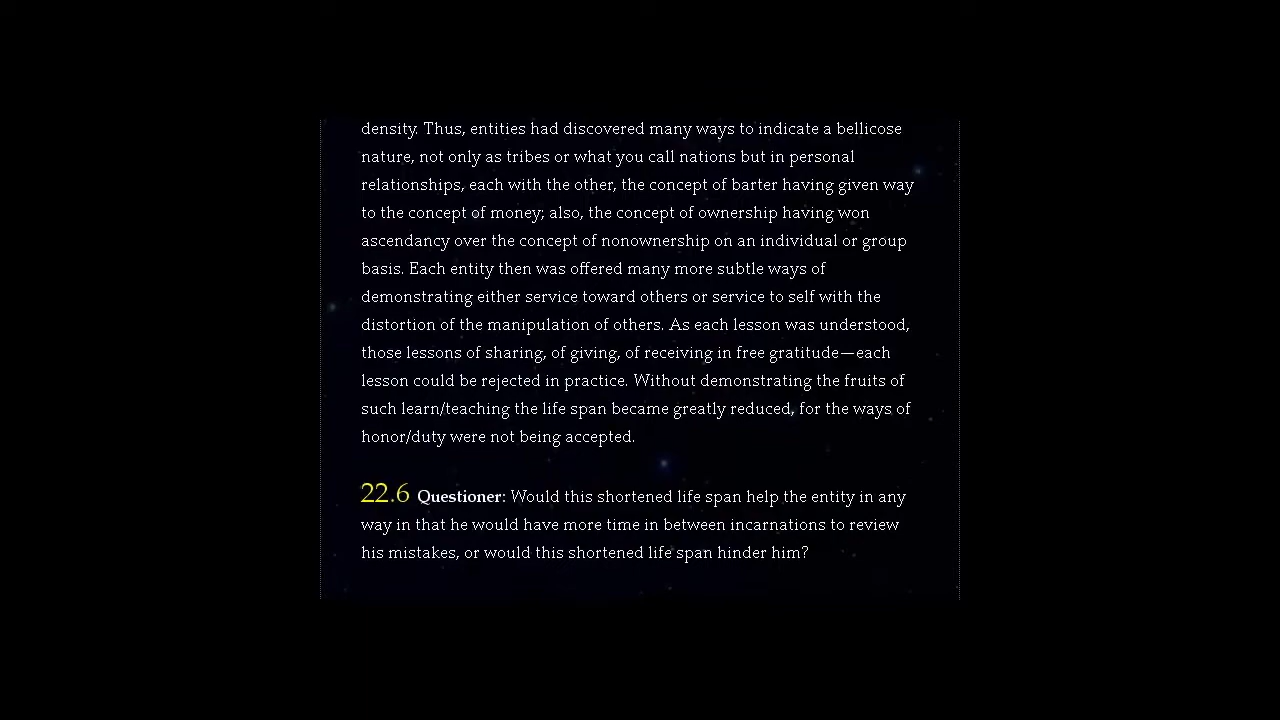 density. Thus, entities had discovered many ways to indicate a bellicose
nature, not only as tribes or what you call nations but in personal
relationships, each with the other, the concept of barter having given way
to the concept of money; also, the concept of ownership having won
ascendancy over the concept of nonownership on an individual or group
basis. Each entity then was offered many more subtle ways of
demonstrating either service toward others or service to self with the
distortion of the manipulation of others. As each lesson was understood,
those lessons of sharing, of giving, of receiving in free gratitude—each
lesson could be rejected in practice. Without demonstrating the fruits of
such learn/teaching the life span became greatly reduced, for the ways of
honor/duty were not being accepted.
22.6 Questioner: Would this shortened life span help the entity in any
way in that he would have more time in between incarnations to review
his mistakes, or would this shortened life span hinder him?